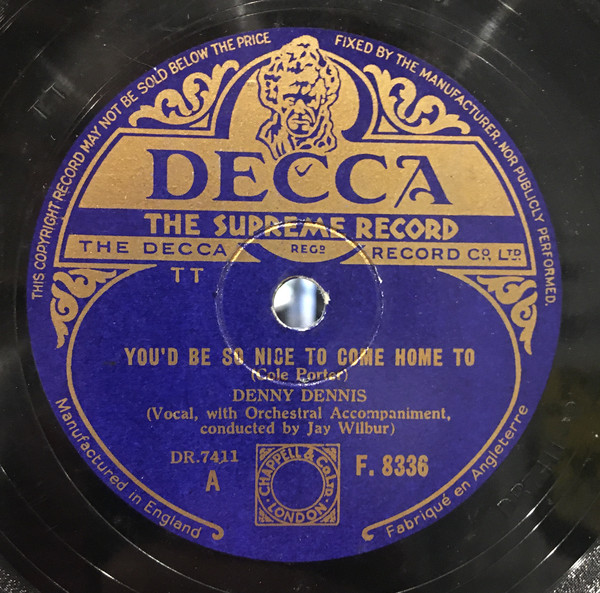 THIS COPYRIGHT RECORD MAY NOT BE SOLD BELOW THE PRICE FIXED BY THE MANUFACTURER, NOR PUBLICLY PERFORMED.
DECCA
THE SUPREME RECORD
THE DECCA REGD RECORD CO., LTD.
TT
YOU'D BE SO NICE TO COME HOME TO
(Cole Porter)
DENNY DENNIS
(Vocal, with Orchestral Accompaniment,
conducted by Jay Wilbur)
DR.7411
A
CHAPPELL & CO. LTD
LONDON
F. 8336
Manufactured in England
Fabriqué en Angleterre